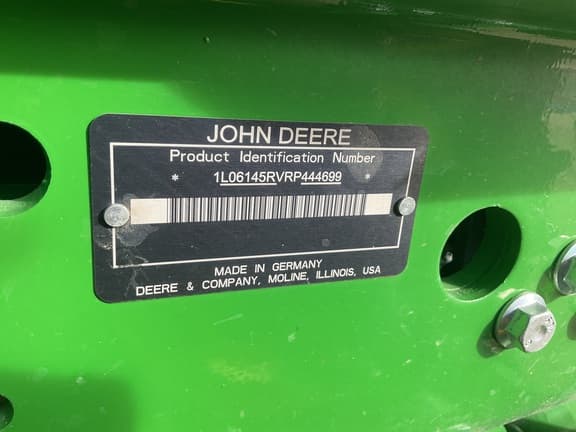 JOHN DEERE
Product Identification Number
* 1L06145RVRP444699 *
MADE IN GERMANY
DEERE & COMPANY, MOLINE, ILLINOIS, USA